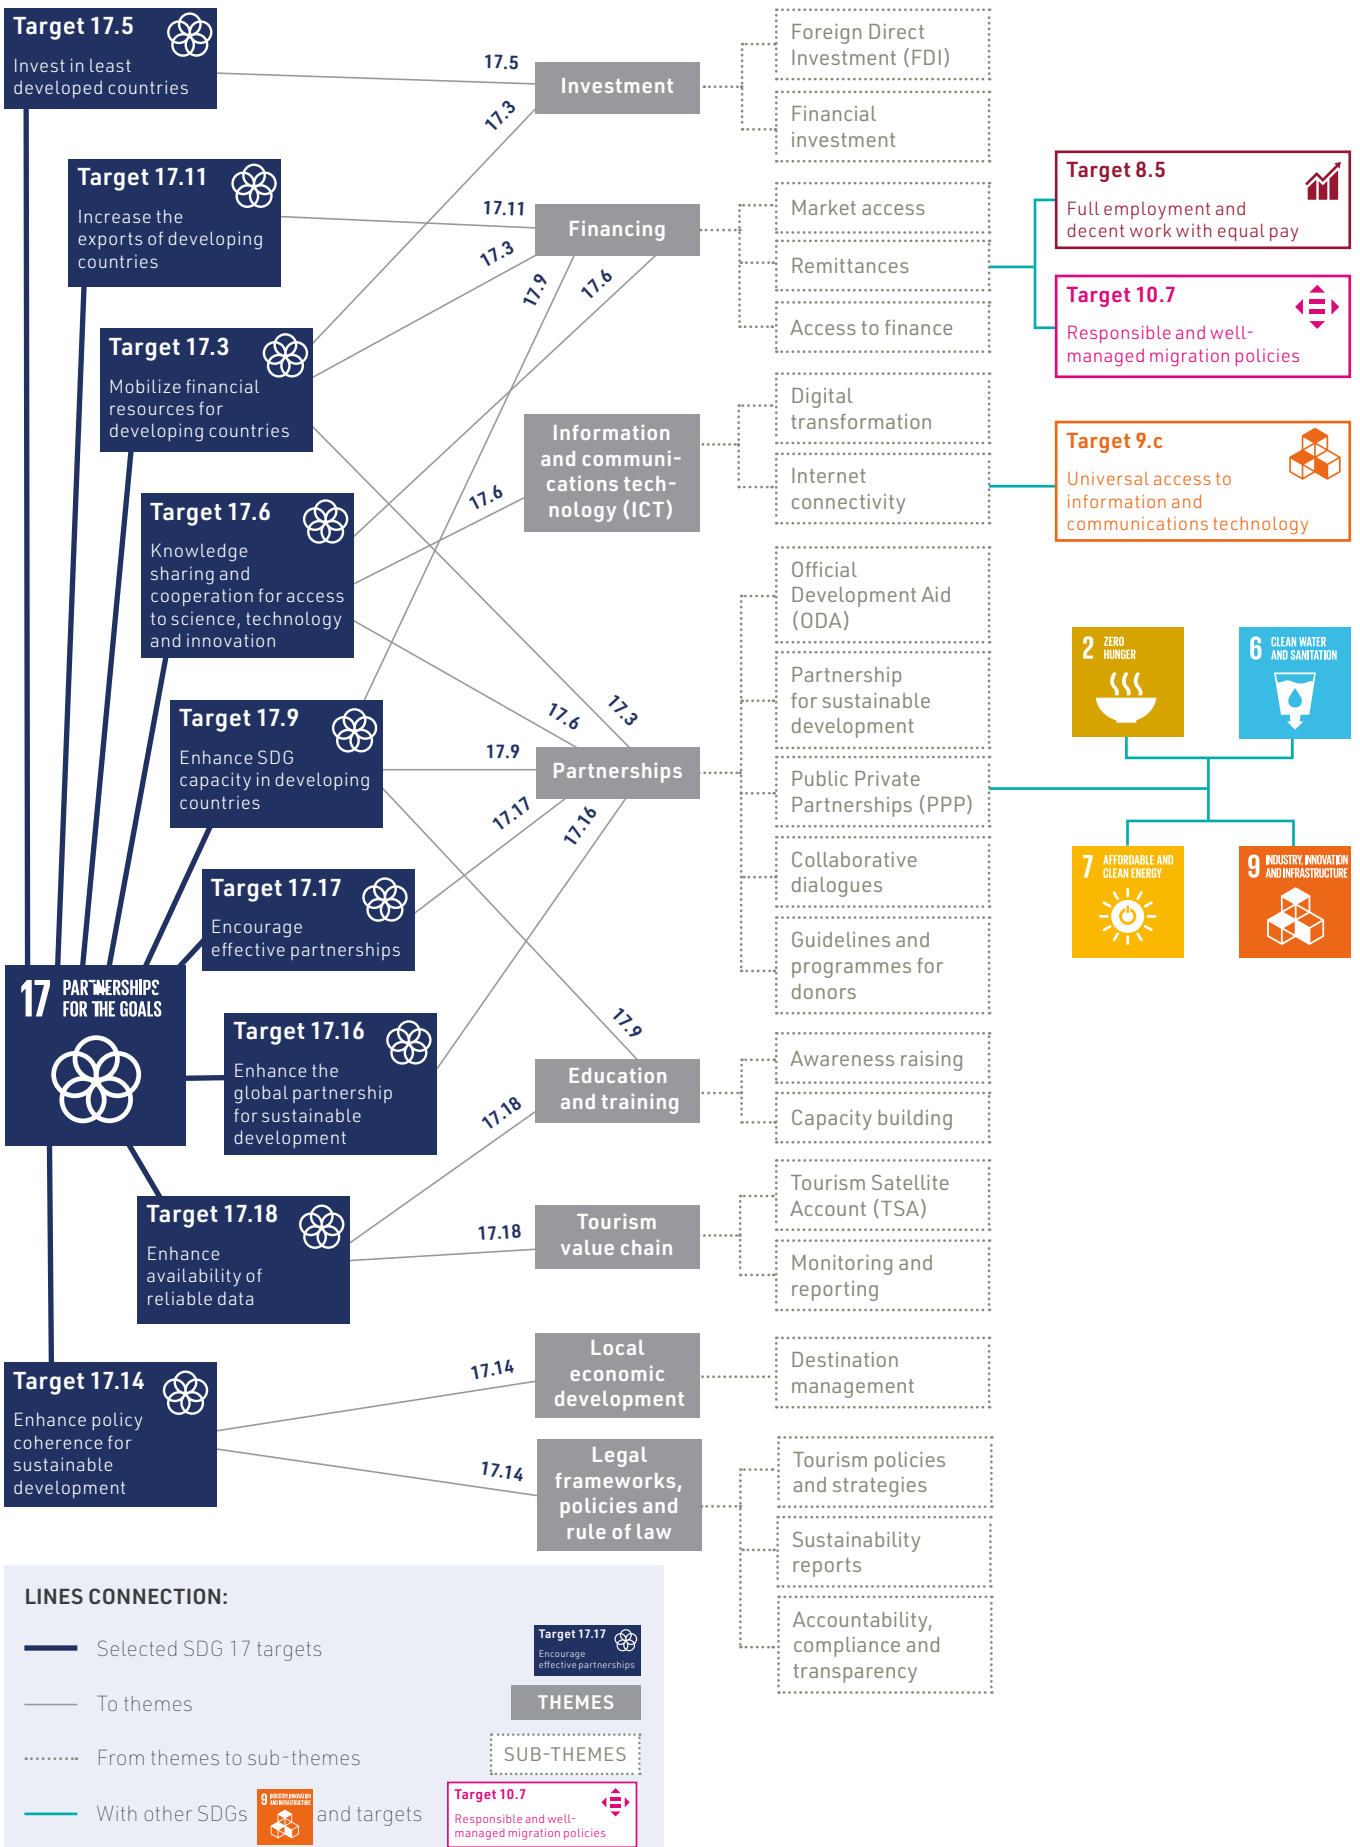 Target 17.5
Invest in least
developed countries
Target 17.11
Increase the
exports of developing
countries
Target 17.3
Mobilize financial
resources for
developing countries
Target 17.6
Knowledge
sharing and
cooperation for access
to science, technology
and innovation
Target 17.9
Enhance SDG
capacity in developing
countries
Target 17.17
Encourage
effective partnerships
17 PARTNERSHIPS
FOR THE GOALS
Target 17.16
Enhance the
global partnership
for sustainable
development
Target 17.18
Enhance
availability of
reliable data
Target 17.14
Enhance policy
coherence for
sustainable
development
17.5
17.3
17.11
17.3
17.9
17.6
17.6
17.6
17.3
17.9
17.17
17.16
17.9
17.18
17.18
17.14
17.14
Investment
Financing
Information
and communi-
cations tech-
nology (ICT)
Partnerships
Education
and training
Tourism
value chain
Local
economic
development
Legal
frameworks,
policies and
rule of law
Foreign Direct
Investment (FDI)
Financial
investment
Market access
Remittances
Access to finance
Digital
transformation
Internet
connectivity
Official
Development Aid
(ODA)
Partnership
for sustainable
development
Public Private
Partnerships (PPP)
Collaborative
dialogues
Guidelines and
programmes for
donors
Awareness raising
Capacity building
Tourism Satellite
Account (TSA)
Monitoring and
reporting
Destination
management
Tourism policies
and strategies
Sustainability
reports
Accountability,
compliance and
transparency
Target 8.5
Full employment and
decent work with equal pay
Target 10.7
Responsible and well-
managed migration policies
Target 9.c
Universal access to
information and
communications technology
2 ZERO
HUNGER
6 CLEAN WATER
AND SANITATION
7 AFFORDABLE AND
CLEAN ENERGY
9 INDUSTRY, INNOVATION
AND INFRASTRUCTURE
LINES CONNECTION:
Selected SDG 17 targets
Target 17.17
Encourage
effective partnerships
To themes
THEMES
From themes to sub-themes
SUB-THEMES
With other SDGs
9 INDUSTRY, INNOVATION
AND INFRASTRUCTURE
and targets
Target 10.7
Responsible and well-
managed migration policies